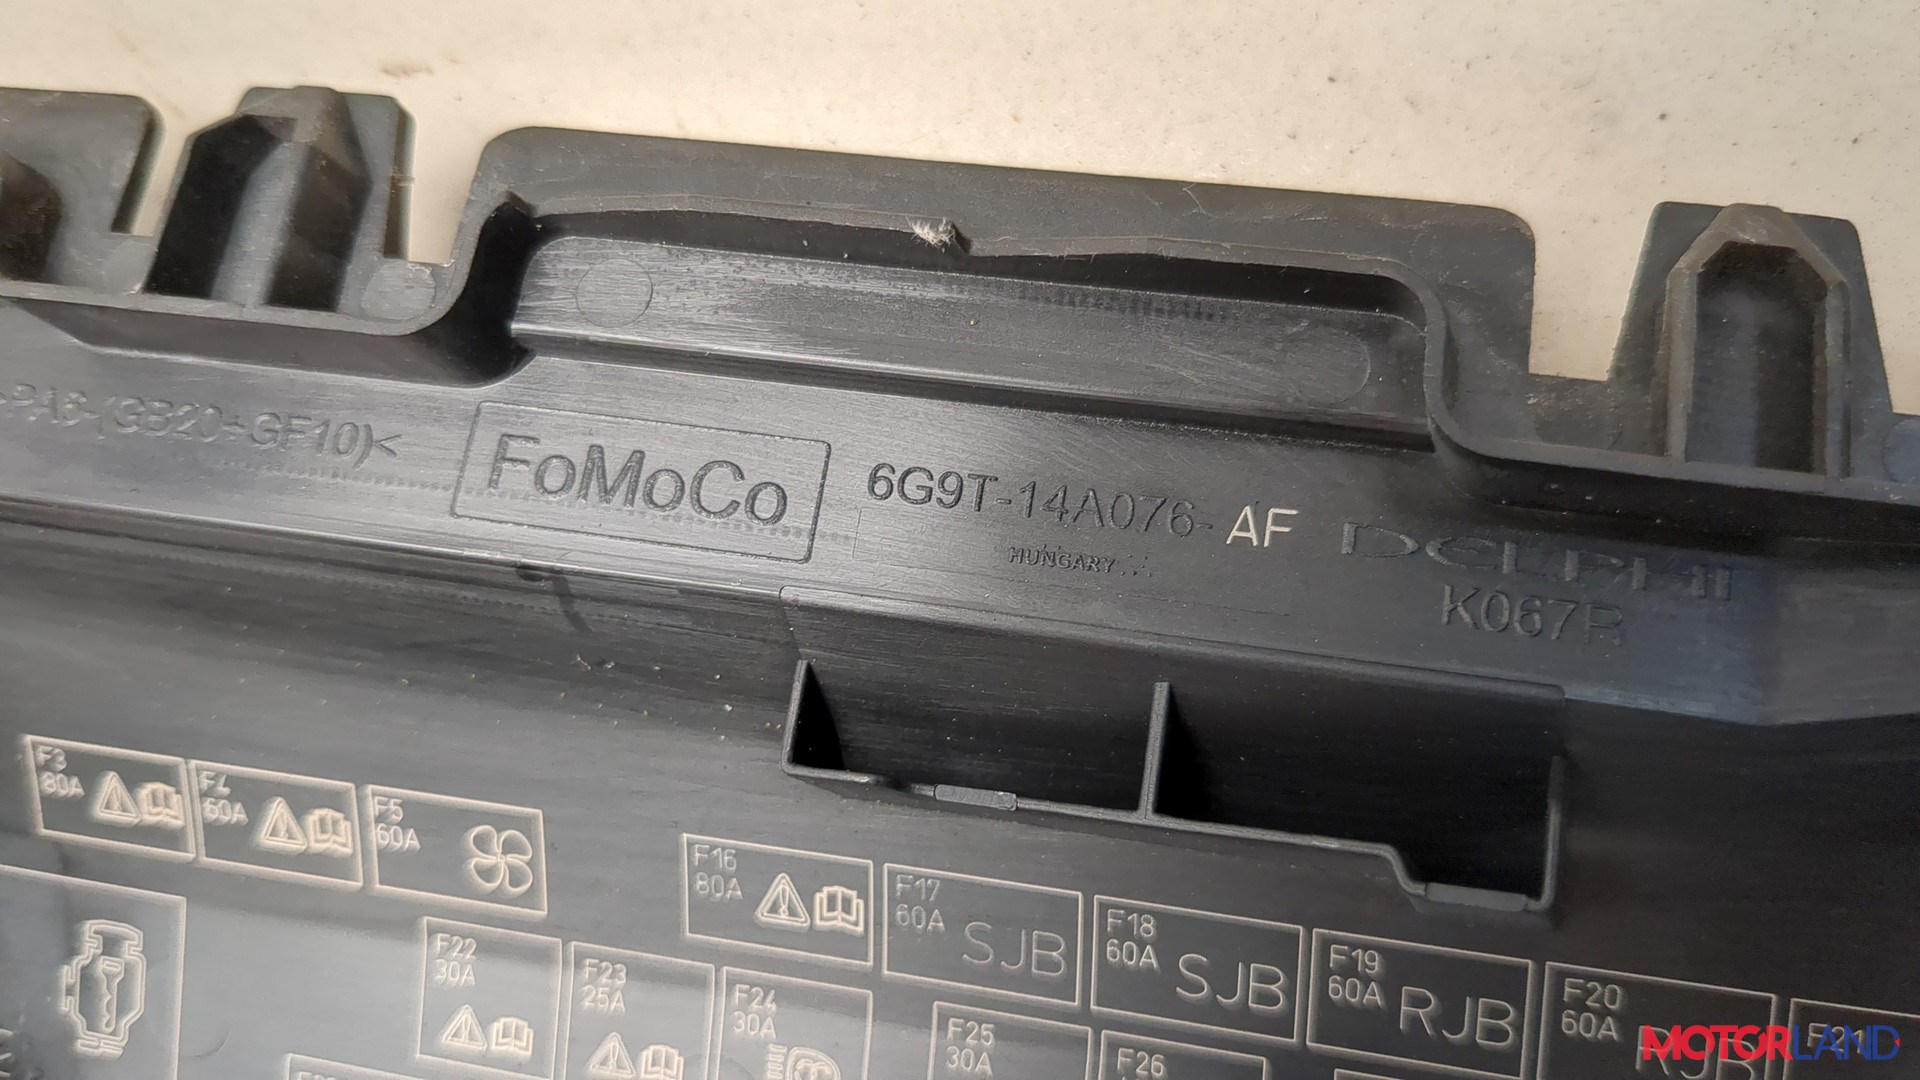 >PA6-(GB20+GF10)<
FoMoCo
6G9T-14A076-AF
HUNGARY
DELPHI
K067R
F3
80A
F4
60A
F5
60A
F16
80A
F17
60A
SJB
F18
60A
SJB
F19
60A
RJB
F20
60A
RJB
F21
F22
30A
F23
25A
F24
30A
F25
30A
F26
MOTORLAND